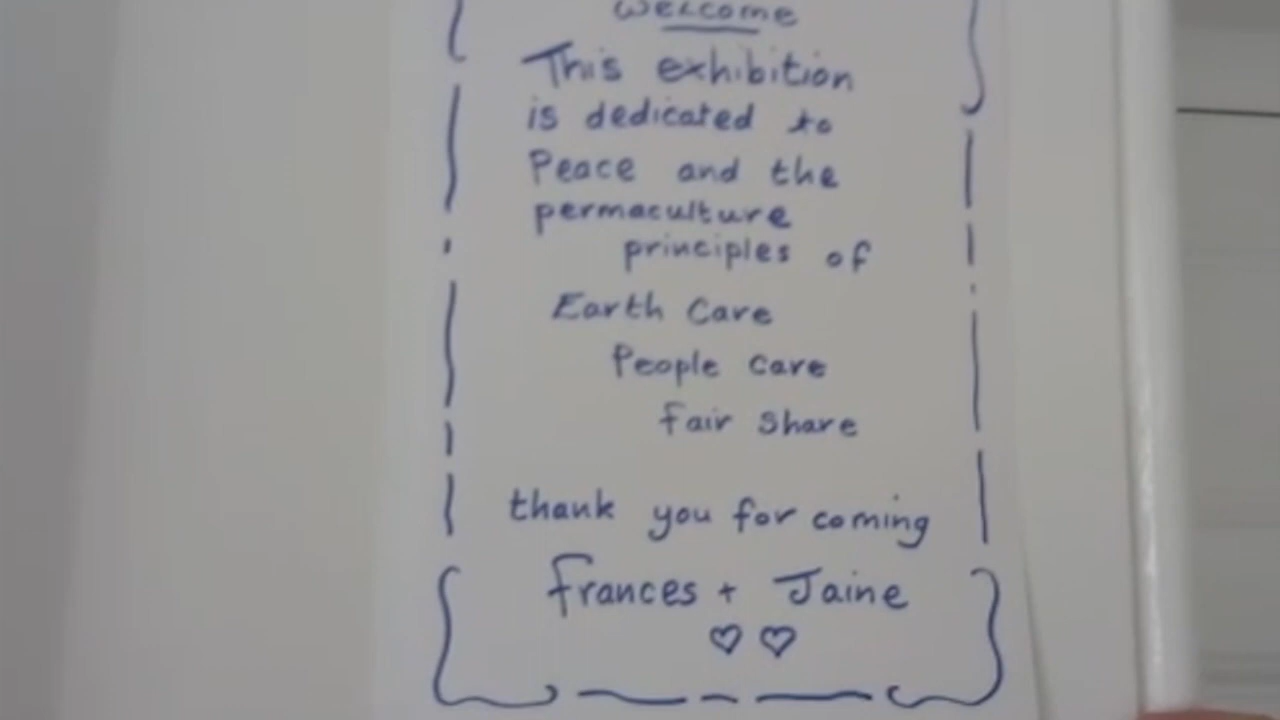 Welcome
This exhibition
is dedicated to
Peace and the
permaculture
principles of
Earth Care
People Care
Fair Share
thank you for coming
Frances + Jaine
♡ ♡